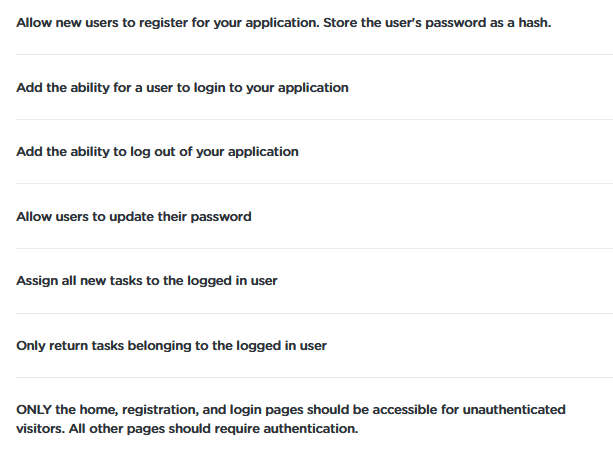 Allow new users to register for your application. Store the user's password as a hash.
Add the ability for a user to login to your application
Add the ability to log out of your application
Allow users to update their password
Assign all new tasks to the logged in user
Only return tasks belonging to the logged in user
ONLY the home, registration, and login pages should be accessible for unauthenticated
visitors. All other pages should require authentication.